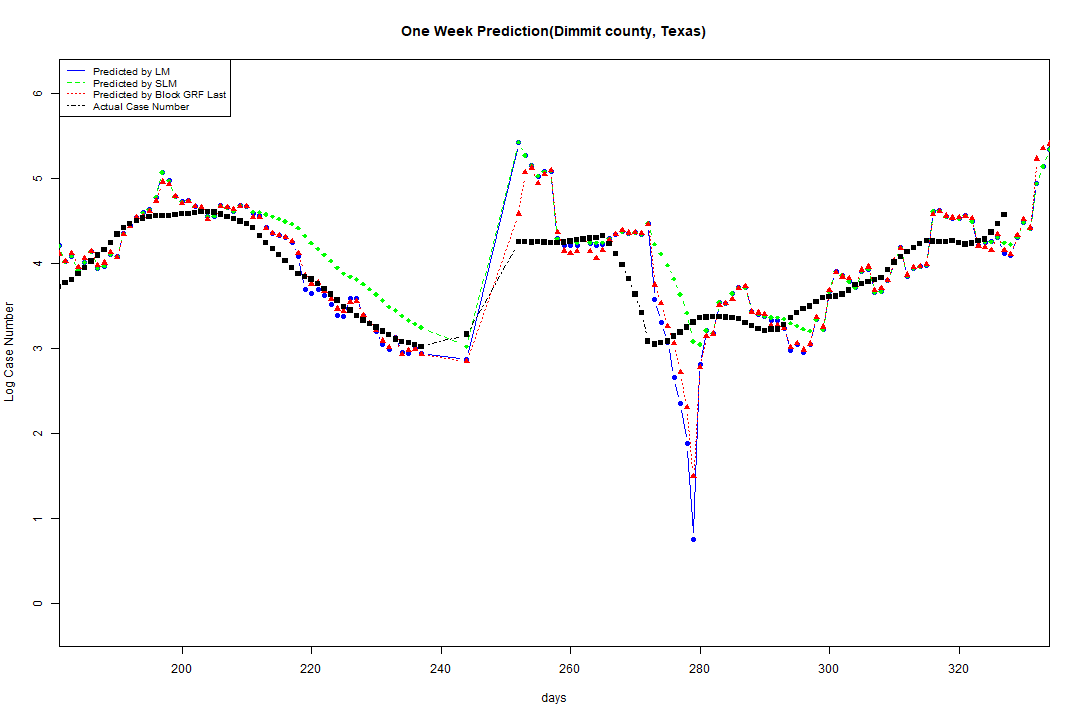 One Week Prediction(Dimmit county, Texas)
Predicted by LM
Predicted by SLM
Predicted by Block GRF Last
Actual Case Number
6
5
4
3
2
1
0
Log Case Number
200
220
240
260
280
300
320
days